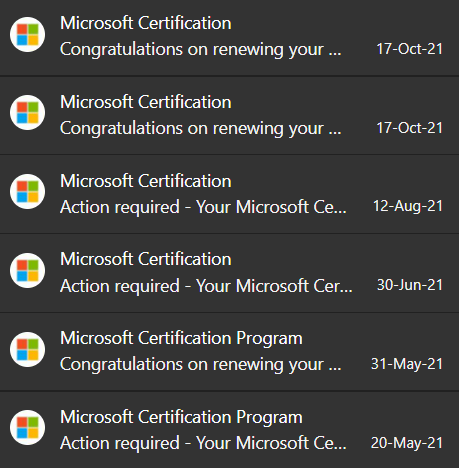 Microsoft Certification
Congratulations on renewing your ... 17-Oct-21
Microsoft Certification
Congratulations on renewing your ... 17-Oct-21
Microsoft Certification
Action required - Your Microsoft Ce... 12-Aug-21
Microsoft Certification
Action required - Your Microsoft Cer... 30-Jun-21
Microsoft Certification Program
Congratulations on renewing your ... 31-May-21
Microsoft Certification Program
Action required - Your Microsoft Ce... 20-May-21